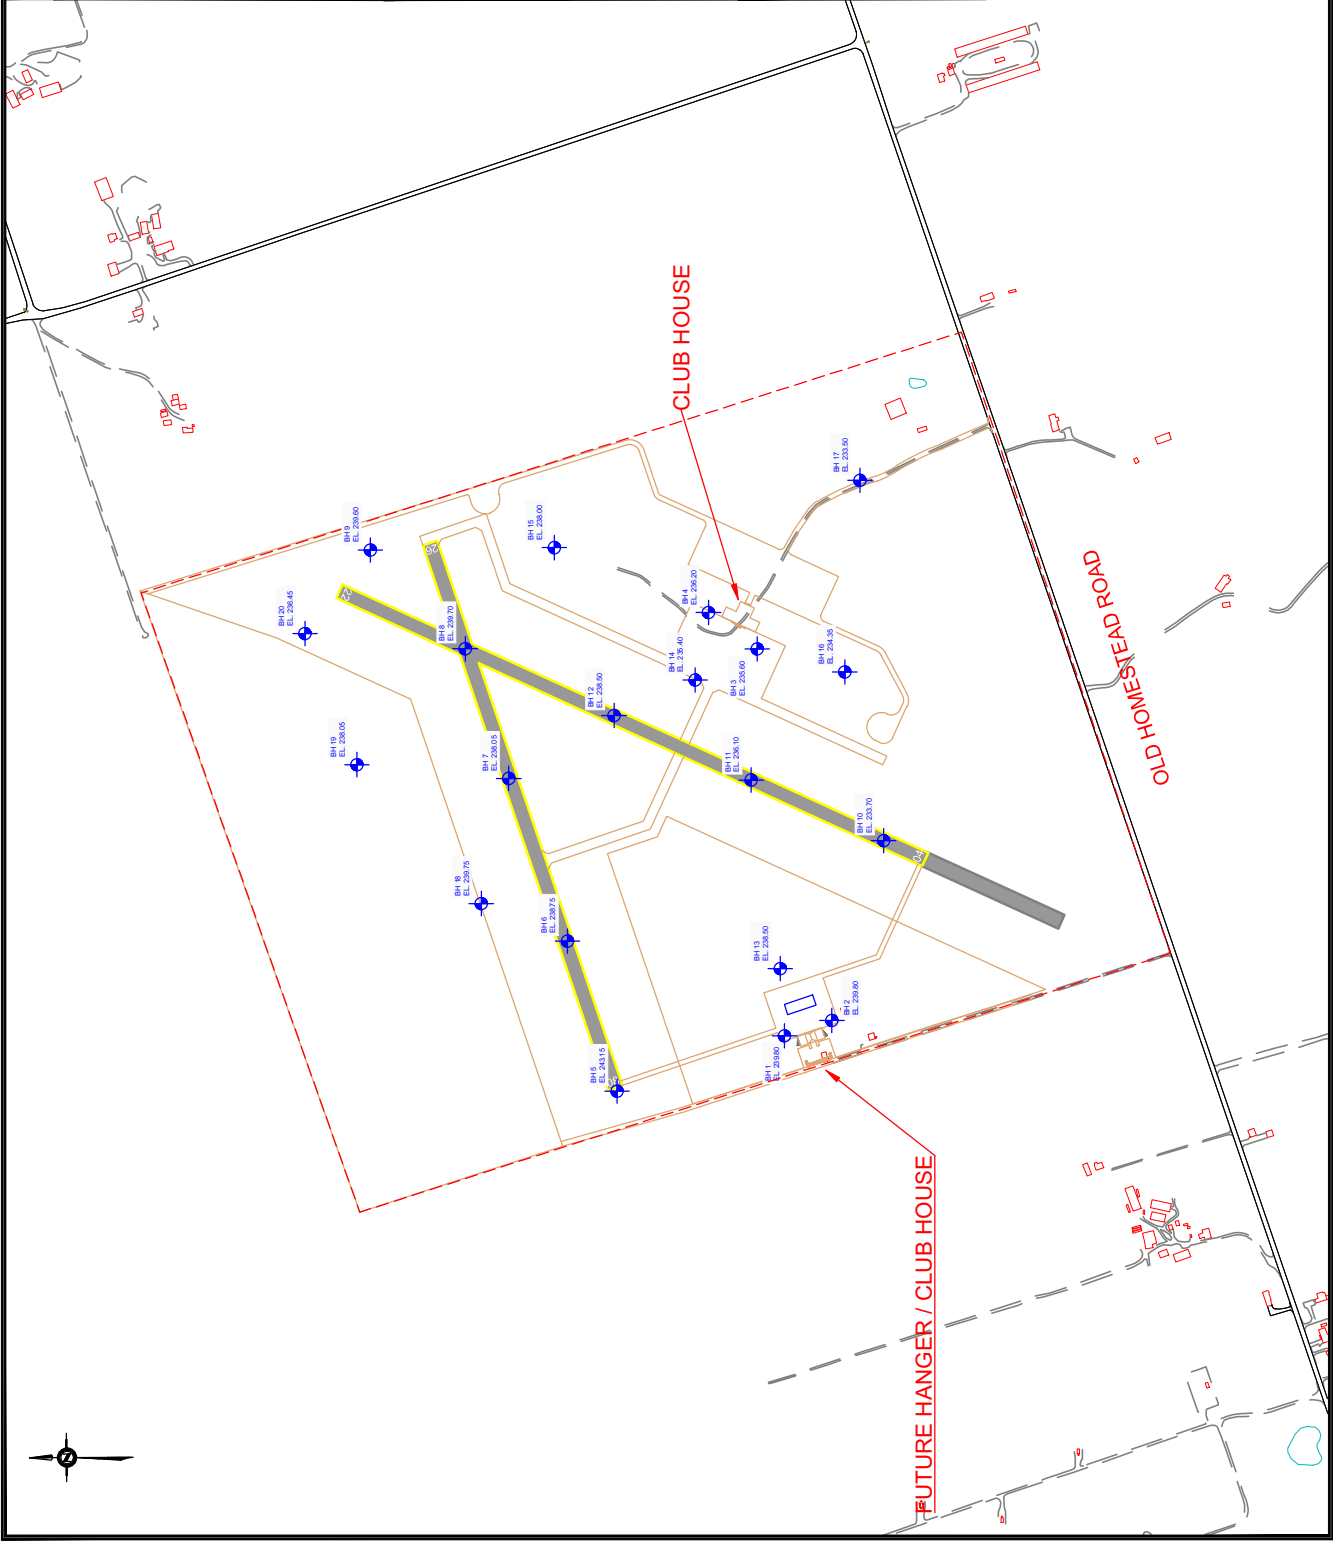 CLUB HOUSE
OLD HOMESTEAD ROAD
FUTURE HANGER / CLUB HOUSE
BH 1
EL. 239.80
BH 2
EL. 239.80
BH 3
EL. 235.60
BH 4
EL. 236.20
BH 5
EL. 243.15
BH 6
EL. 238.75
BH 7
EL. 238.05
BH 8
EL. 239.70
BH 9
EL. 239.60
BH 10
EL. 233.70
BH 11
EL. 236.10
BH 12
EL. 238.50
BH 13
EL. 238.50
BH 14
EL. 235.40
BH 15
EL. 238.00
BH 16
EL. 234.35
BH 17
EL. 233.50
BH 18
EL. 239.75
BH 19
EL. 238.05
BH 20
EL. 236.45
22
26
04
N